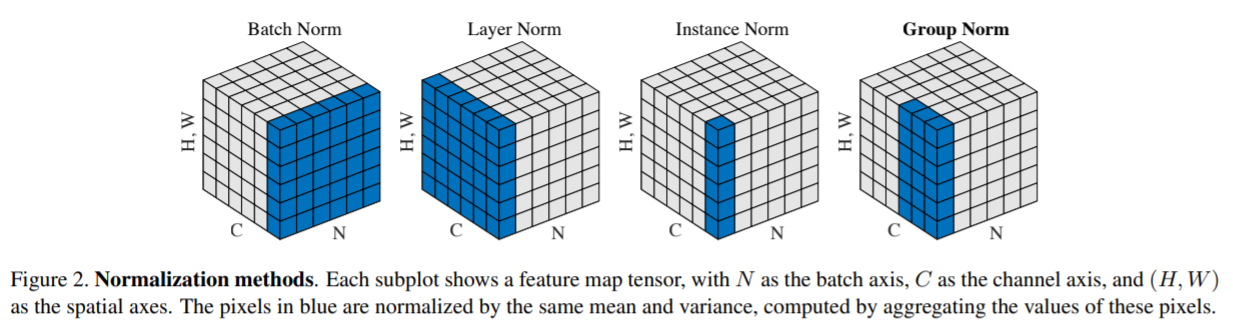 Batch Norm
Layer Norm
Instance Norm
Group Norm
H, W
C
N
H, W
C
N
H, W
C
N
H, W
C
N
Figure 2. Normalization methods. Each subplot shows a feature map tensor, with N as the batch axis, C as the channel axis, and (H, W)
as the spatial axes. The pixels in blue are normalized by the same mean and variance, computed by aggregating the values of these pixels.